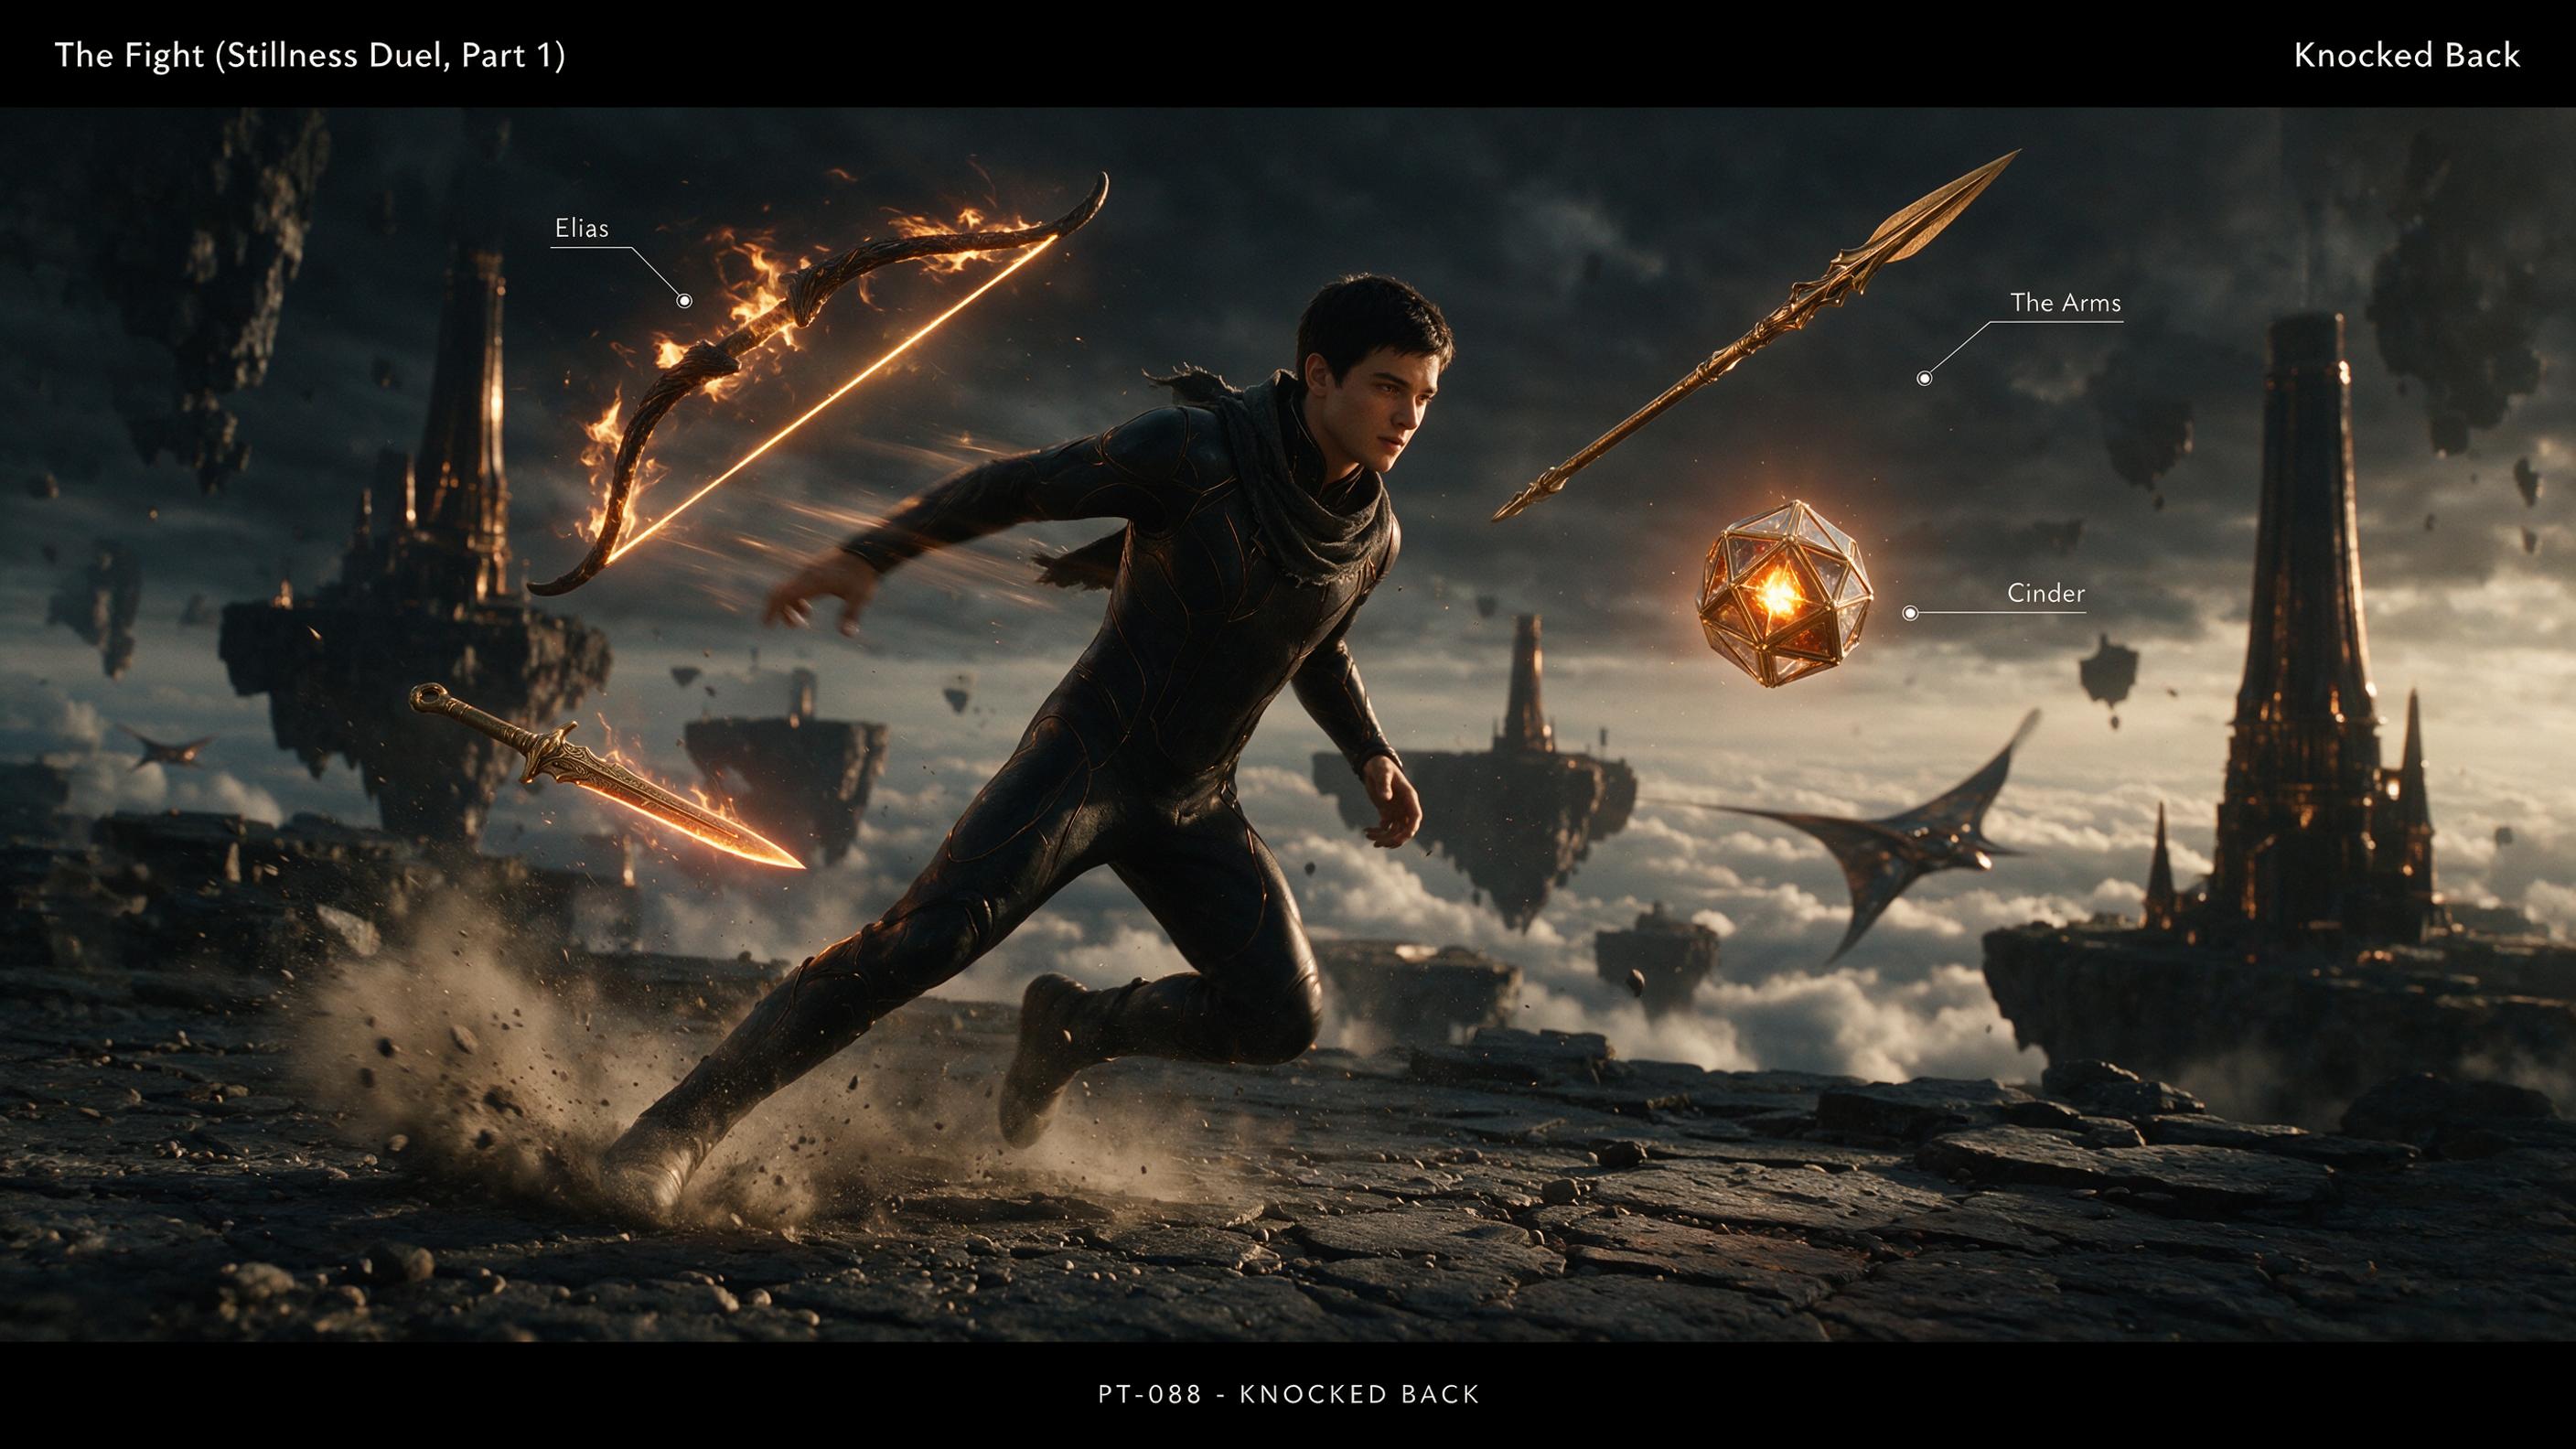 The Fight (Stillness Duel, Part 1)
Knocked Back
Elias
The Arms
Cinder
PT-088 - KNOCKED BACK